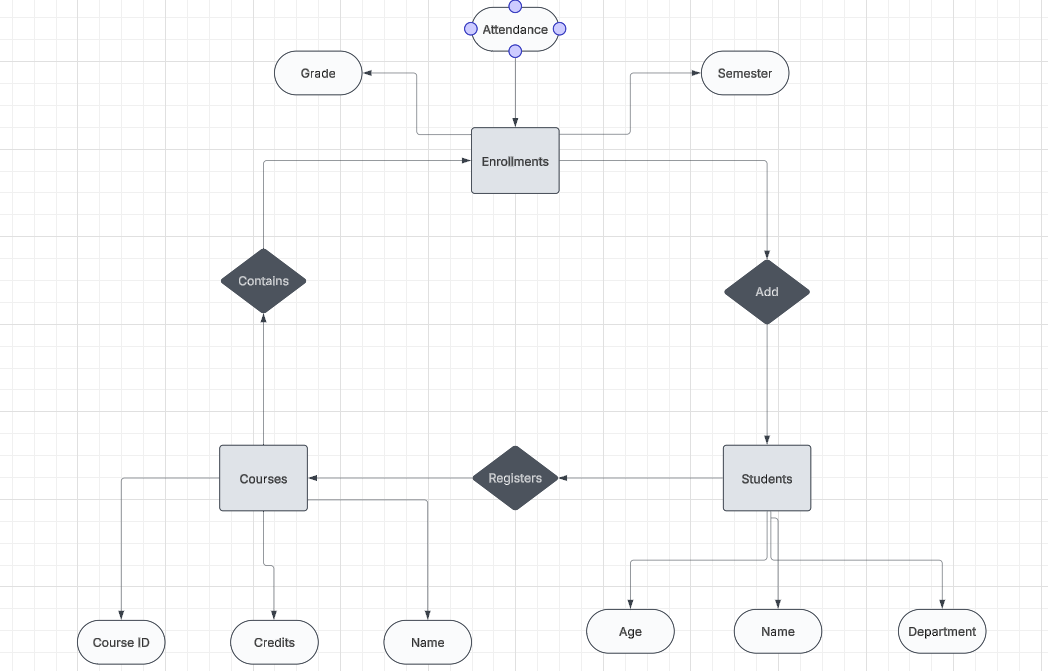 Attendance
Grade
Semester
Enrollments
Contains
Add
Courses
Registers
Students
Course ID
Credits
Name
Age
Name
Department